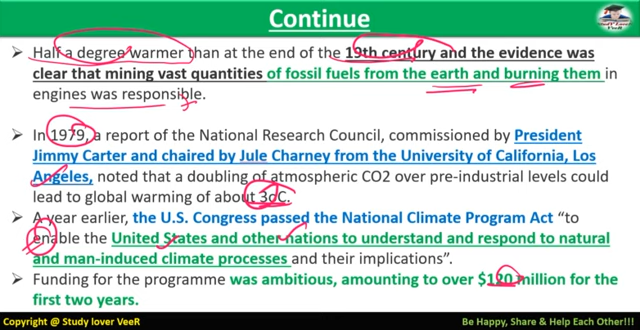 Continue
Half a degree warmer than at the end of the 19th century and the evidence was
clear that mining vast quantities of fossil fuels from the earth and burning them in
engines was responsible.
In 1979, a report of the National Research Council, commissioned by President
Jimmy Carter and chaired by Jule Charney from the University of California, Los
Angeles, noted that a doubling of atmospheric CO2 over pre-industrial levels could
lead to global warming of about 3oC.
A year earlier, the U.S. Congress passed the National Climate Program Act “to
enable the United States and other nations to understand and respond to natural
and man-induced climate processes and their implications”.
Funding for the programme was ambitious, amounting to over $120 million for the
first two years.
Copyright @ Study lover VeeR
Be Happy, Share & Help Each Other!!!